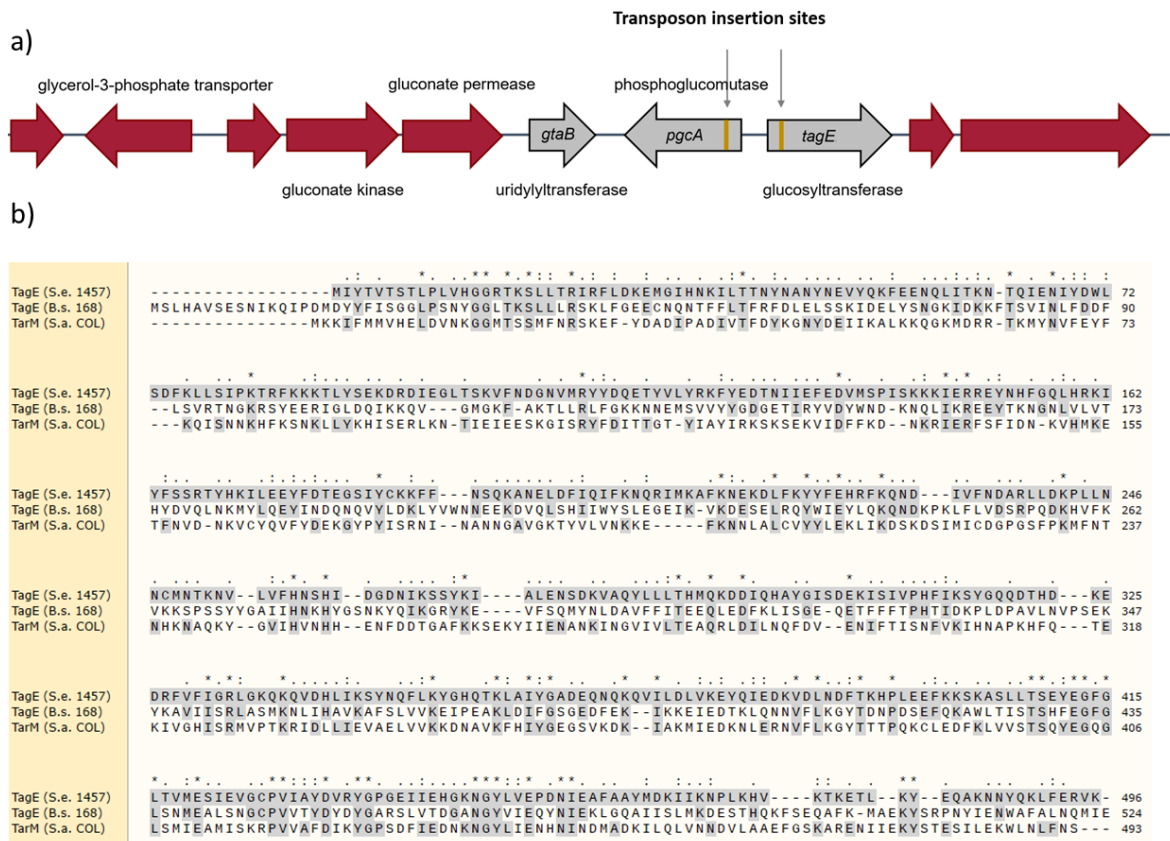 Transposon insertion sites
a)
glycerol-3-phosphate transporter
gluconate permease
phosphoglucomutase
gtaB
pgcA
tagE
gluconate kinase
uridylyltransferase
glucosyltransferase
b)
TagE (S.e. 1457) ----------------MIYTVTSTLPLVHGGRTKSLLTRIRFLDKEMGIHNKILTTNYNANYNEVYQKFEENQLITKN-TQIENIYDWL 72
TagE (B.s. 168) MSLHAVSESNIKQIPDMDYYFISGGLPSNYGGLTKSLLLRSKLFGEECNQNTFFLTFRFDLELSSKIDELYSNGKIDKKFTSVINLFDDF 90
TarM (S.a. COL) ---------------MKKIFMMVHELDVNKGGMTSSMFNRSKEF-YDADIPADIVTFDYKGNYDEIIKALKKQGKMDRR-TKMYNVFEYF 73
TagE (S.e. 1457) SDFKLLSIPKTRFKKKTLYSEKDRDIEGLTSKVFNDGNVMRYYDQETYVLYRKFYEDTNIIEFEDVMSPISKKKIERREYNHFGQLHRKI 162
TagE (B.s. 168) --LSVRTNGKRSYEERIGLDQIKKQV---GMGKF-AKTLLRLFGKKNNEMSVVYYGDGETIRYVDYWND-KNQLIKREEYTKNGNLVLVT 173
TarM (S.a. COL) ---KQISNNKHFKSNKLLYKHISERLKN-TIEIEESKGISRYFDITTGT-YIAYIRKSKSEKVIDFFKD--NKRIERFSFIDN-KVHMKE 155
TagE (S.e. 1457) YFSSRTYHKILEEYFDTEGSIYCKKFF---NSQKANELDFIQIFKNQRIMKAFKNEKDLFKYYFEHRFKQND---IVFNDARLLDKPLLN 246
TagE (B.s. 168) HYDVQLNKMYLQEYINDQNQVYLDKLYVWNNEEKDVQLSHIIWYSLEGEIK-VKDESELRQYWIEYLQKQNDKPKLFLVDSRPQDKHVFK 262
TarM (S.a. COL) TFNVD-NKVCYQVFYDEKGYPYISRNI-NANNGAVGKTYVLVNKKE-----FKNNLALCVYYLEKLIKDSKDSIMICDGPGSFPKMFNT 237
TagE (S.e. 1457) NCMNTKNV--LVFHNSHI--DGDNIKSSYKI----ALENSDKVAQYLLLTHMQKDDIQHAYGISDEKISIVPHFIKSYGQQDTHD--KE 325
TagE (B.s. 168) VKKSPSSYYGAIIHNKHYGSNKYQIKGRYKE----VFSQMYNLDAVFFITEEQLEDFKLISGE-QETFFFTPHTIDKPLDPAVLNVPSEK 347
TarM (S.a. COL) NHKNAQKY--GVIHVNHH--ENFDDTGAFKKSEKYIIENANKINGVIVLTEAQRLDILNQFDV--ENIFTISNFVKIHNAPKHFQ---TE 318
TagE (S.e. 1457) DRFVFIGRLGKQKQVDHLIKSYNQFLKYGHQTKLAIYGADEQNQKQVILDLVKEYQIEDKVDLNDFTKHPLEEFKKSKASLLTSEYEGFG 415
TagE (B.s. 168) YKAVIISRLASMKNLIHAVKAFSLVVKEIPEAKLDIFGSGEDFEK--IKKEIEDTKLQNNVFLKGYTDNPDSEFQKAWLTISTSHFEGFG 435
TarM (S.a. COL) KIVGHISRMVPTKRIDLLIEVAELVVKKDNAVKFHIYGEGSVKDK--IAKMIEDKNLERNVFLKGYTTTPQKCLEDFKLVVSTSQYEGQG 406
TagE (S.e. 1457) LTVMESIEVGCPVIAYDVRYGPGEIIEHGKNGYLVEPDNIEAFAAYMDKIIKNPLKHV-----KTKETL--KY--EQAKNNYQKLFERVK- 496
TagE (B.s. 168) LSNMEALSNGCPVVTYDYDYGARSLVTDGANGYVIEQYNIEKLGQAIISLMKDESTHQKFSEQAFK-MAEKYSRPNYIENWAFALNQMIE 524
TarM (S.a. COL) LSMIEAMISKRPVVAFDIKYGPSDFIEDNKNGYLIENHNINDMADKILQLVNNDVLAAEFGSKARENIIEKYSTESILEKWLNLFNS---